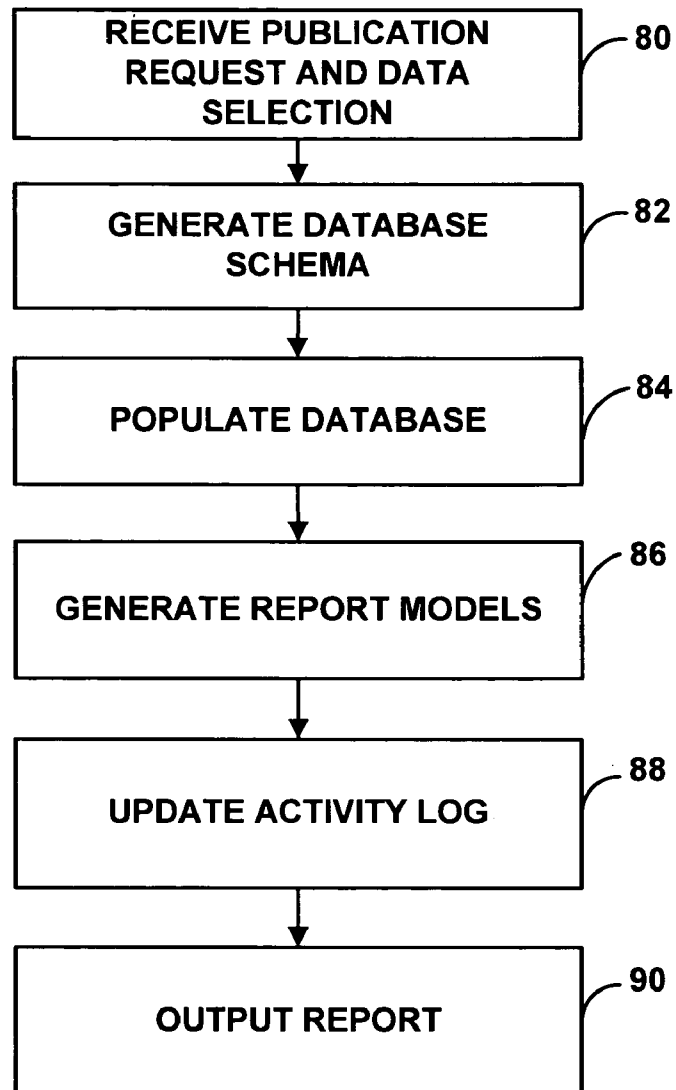 RECEIVE PUBLICATION
REQUEST AND DATA
SELECTION
80
GENERATE DATABASE
SCHEMA
82
POPULATE DATABASE
84
GENERATE REPORT MODELS
86
UPDATE ACTIVITY LOG
88
OUTPUT REPORT
90